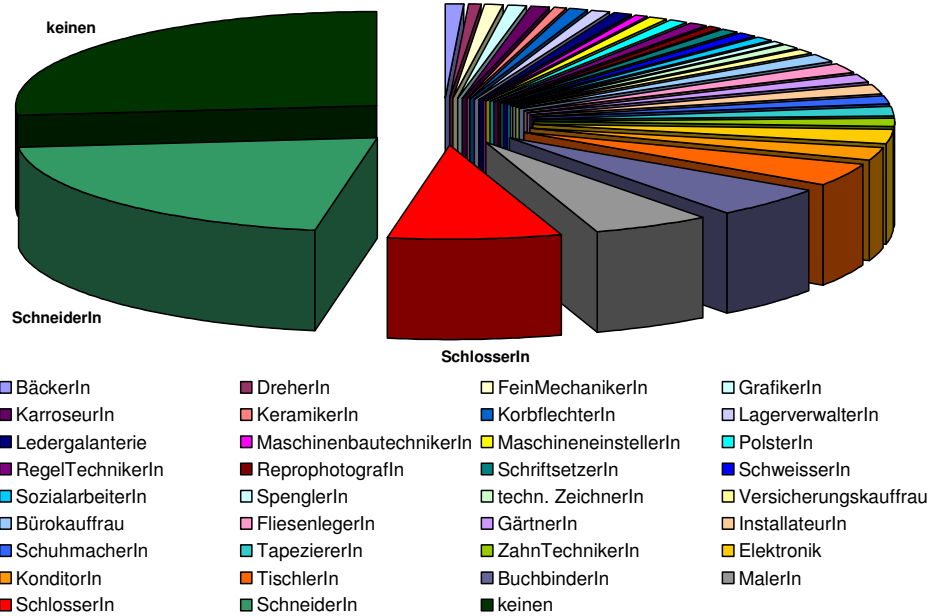 keinen
SchneiderIn
SchlosserIn
BäckerIn DreherIn FeinMechanikerIn GrafikerIn
KarroseurIn KeramikerIn KorbflechterIn LagerverwalterIn
Ledergalanterie MaschinenbautechnikerIn MaschineneinstellerIn PolsterIn
RegelTechnikerIn ReprophotografIn SchriftsetzerIn SchweisserIn
SozialarbeiterIn SpenglerIn techn. ZeichnerIn Versicherungskauffrau
Bürokauffrau FliesenlegerIn GärtnerIn InstallateurIn
SchuhmacherIn TapeziererIn ZahnTechnikerIn Elektronik
KonditorIn TischlerIn BuchbinderIn MalerIn
SchlosserIn SchneiderIn keinen